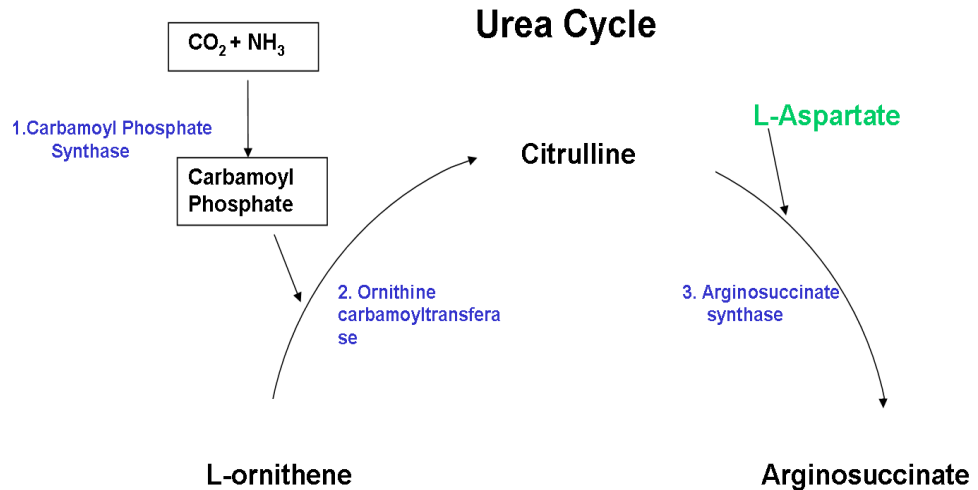 Urea Cycle
CO₂ + NH₃
1.Carbamoyl Phosphate
Synthase
Carbamoyl
Phosphate
L-Aspartate
Citrulline
2. Ornithine
carbamoyltransfera
se
3. Arginosuccinate
synthase
L-ornithene
Arginosuccinate